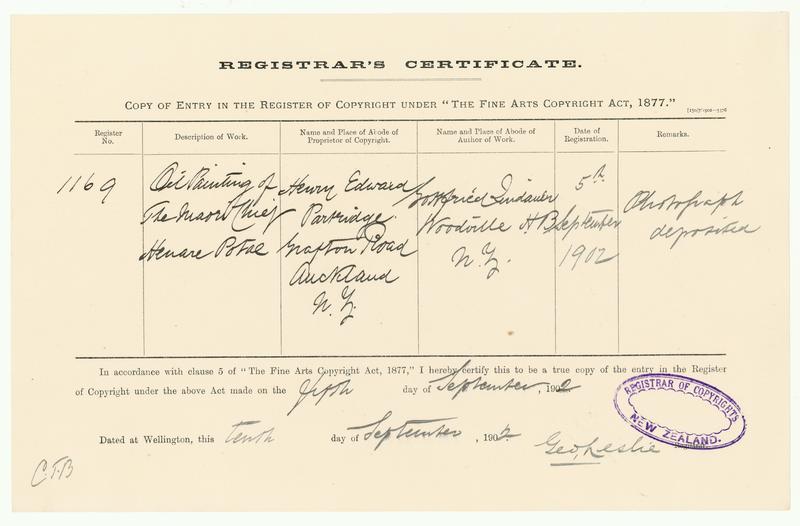 REGISTRAR'S CERTIFICATE.
COPY OF ENTRY IN THE REGISTER OF COPYRIGHT UNDER "THE FINE ARTS COPYRIGHT ACT, 1877."
Register No.
Description of Work.
Name and Place of Abode of Proprietor of Copyright.
Name and Place of Abode of Author of Work.
Date of Registration.
Remarks.
1169
Oil Painting of
The Maori Chief
Henare Potae
Henry Edward
Partridge
Grafton Road
Auckland
N.Z.
Gottfried Lindauer
Woodville H B
N.Z.
5th
September
1902
Photograph
deposited
In accordance with clause 5 of "The Fine Arts Copyright Act, 1877," I hereby certify this to be a true copy of the entry in the Register
of Copyright under the above Act made on the fifth day of September, 1902
Dated at Wellington, this tenth day of September, 1902.
Geo, Leslie
REGISTRAR OF COPYRIGHTS
NEW ZEALAND.
C.J.B